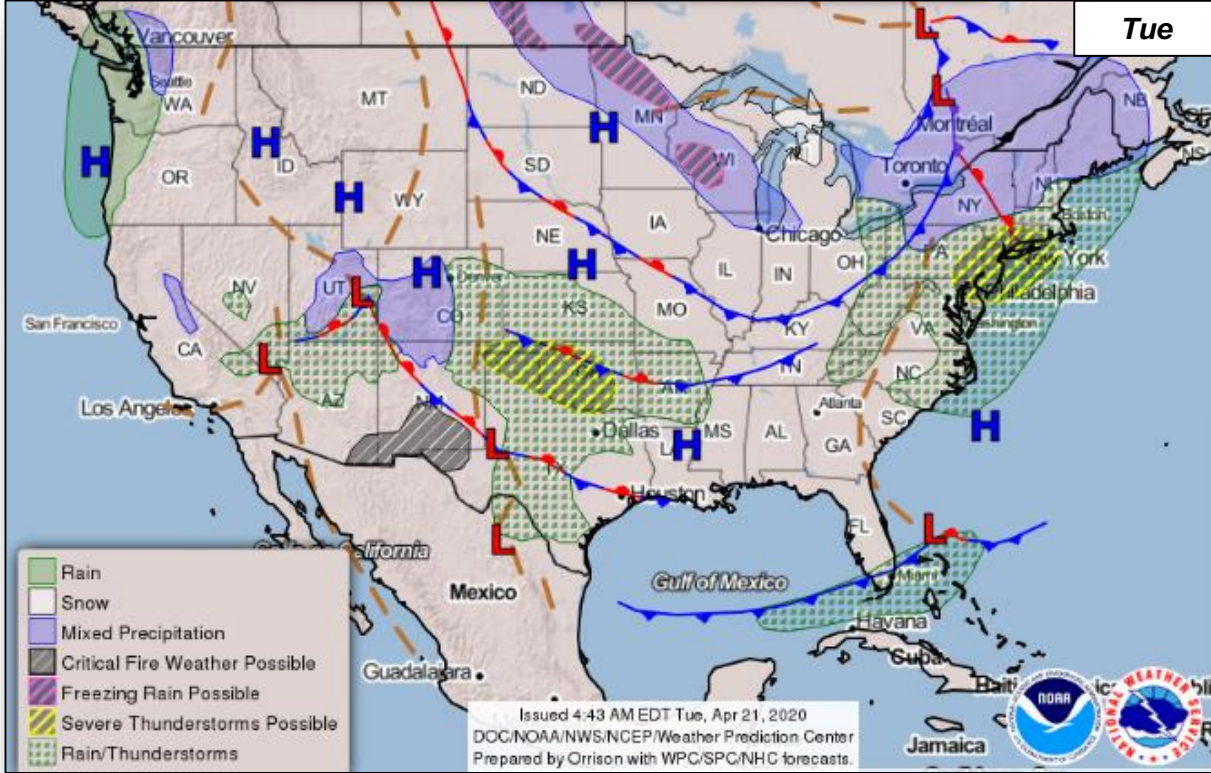 Tue
Vancouver
Seattle
WA
MT
ND
MN
Montréal
NB
NS
OR
ID
WY
SD
WI
Toronto
NH
NY
Boston
NE
IA
Chicago
IL
IN
OH
PA
New York
Philadelphia
Washington
NV
UT
Denver
CO
KS
MO
KY
VA
San Francisco
CA
TN
NC
Los Angeles
AZ
NM
AR
Atlanta
SC
Dallas
LA
MS
AL
GA
TX
Houston
FL
California
Mexico
Gulf of Mexico
Miami
Havana
Cuba
Guadalajara
Haiti
Jamaica
H
H
H
H
H
H
H
H
L
L
L
L
L
L
L
Rain
Snow
Mixed Precipitation
Critical Fire Weather Possible
Freezing Rain Possible
Severe Thunderstorms Possible
Rain/Thunderstorms
Issued 4:43 AM EDT Tue, Apr 21, 2020
DOC/NOAA/NWS/NCEP/Weather Prediction Center
Prepared by Orrison with WPC/SPC/NHC forecasts.
NOAA
NATIONAL WEATHER SERVICE